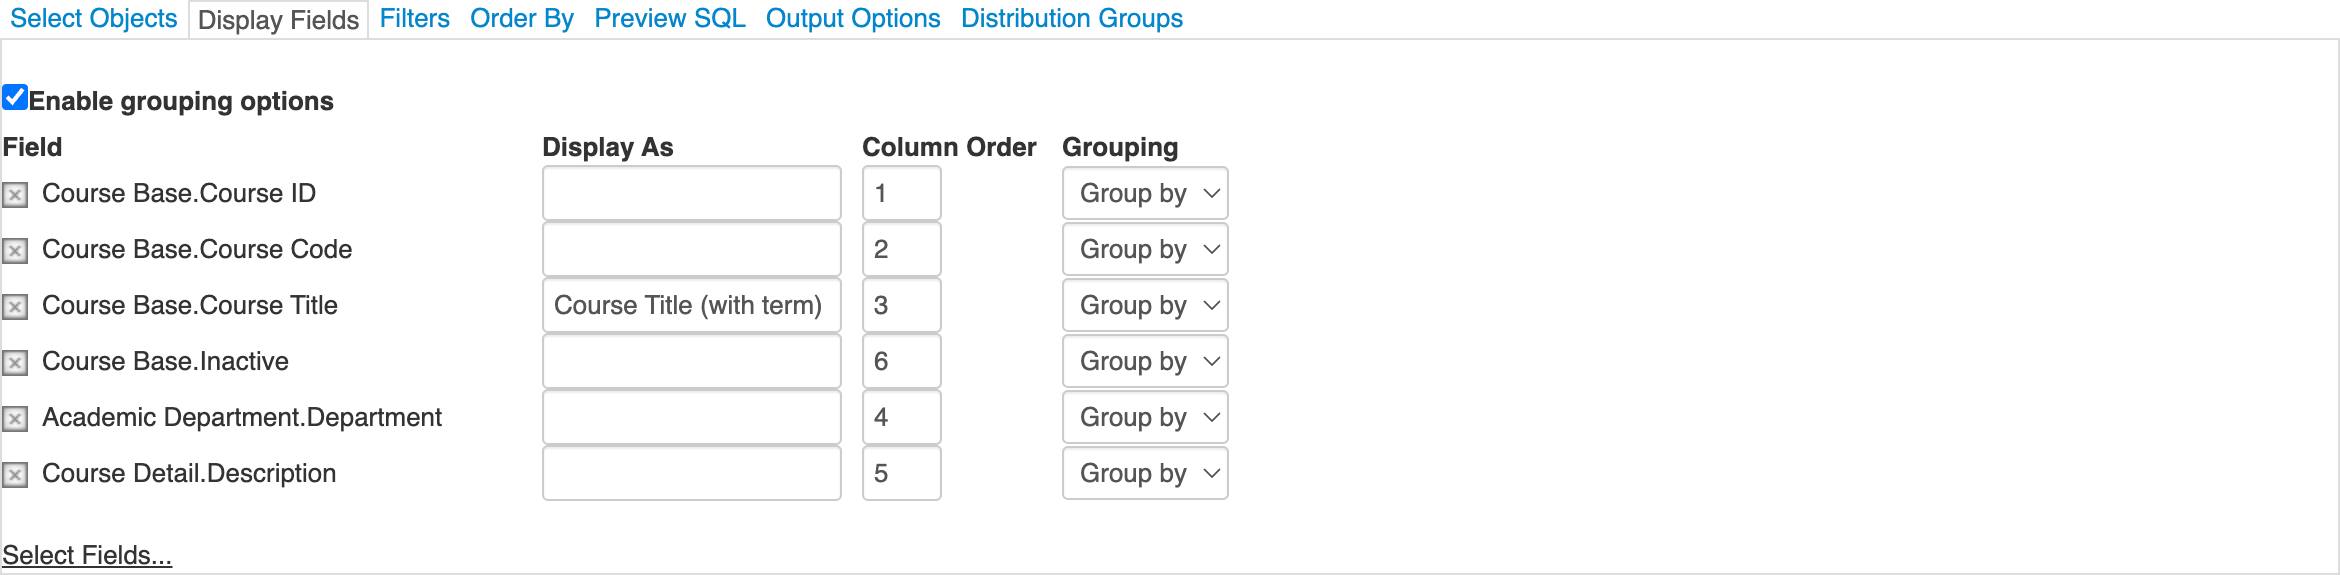 Select Objects Display Fields Filters Order By Preview SQL Output Options Distribution Groups
Enable grouping options
Field Display As Column Order Grouping
Course Base.Course ID 1 Group by
Course Base.Course Code 2 Group by
Course Base.Course Title Course Title (with term) 3 Group by
Course Base.Inactive 6 Group by
Academic Department.Department 4 Group by
Course Detail.Description 5 Group by
Select Fields...